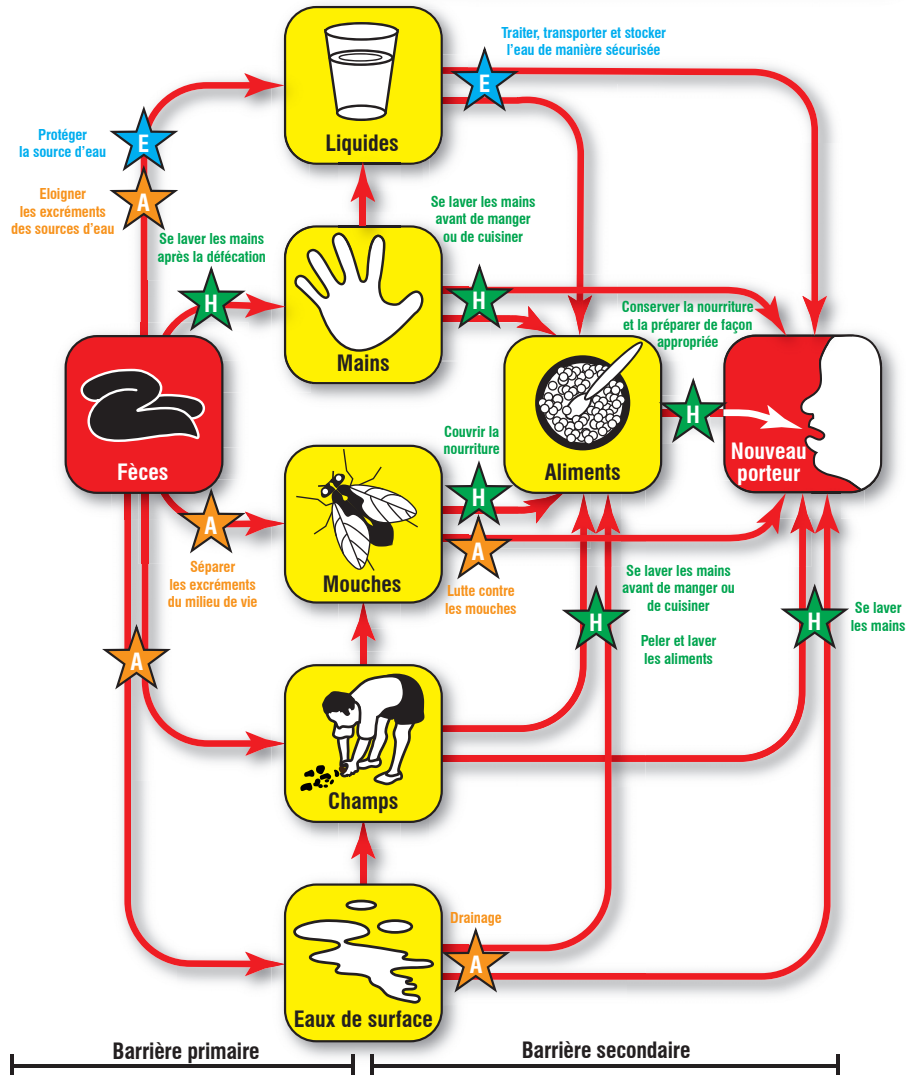 Traiter, transporter et stocker
l'eau de manière sécurisée
E
Liquides
Protéger
la source d'eau
E
Eloigner
les excréments
des sources d'eau
A
Se laver les mains
après la défécation
H
Se laver les mains
avant de manger
ou de cuisiner
H
Mains
Conserver la nourriture
et la préparer de façon
appropriée
H
Fèces
Aliments
Nouveau
porteur
Couvrir la
nourriture
H
A
Séparer
les excréments
du milieu de vie
Mouches
A
Lutte contre
les mouches
Se laver les mains
avant de manger ou
de cuisiner
H
Peler et laver
les aliments
H
Se laver
les mains
A
Champs
Drainage
A
Eaux de surface
Barrière primaire
Barrière secondaire